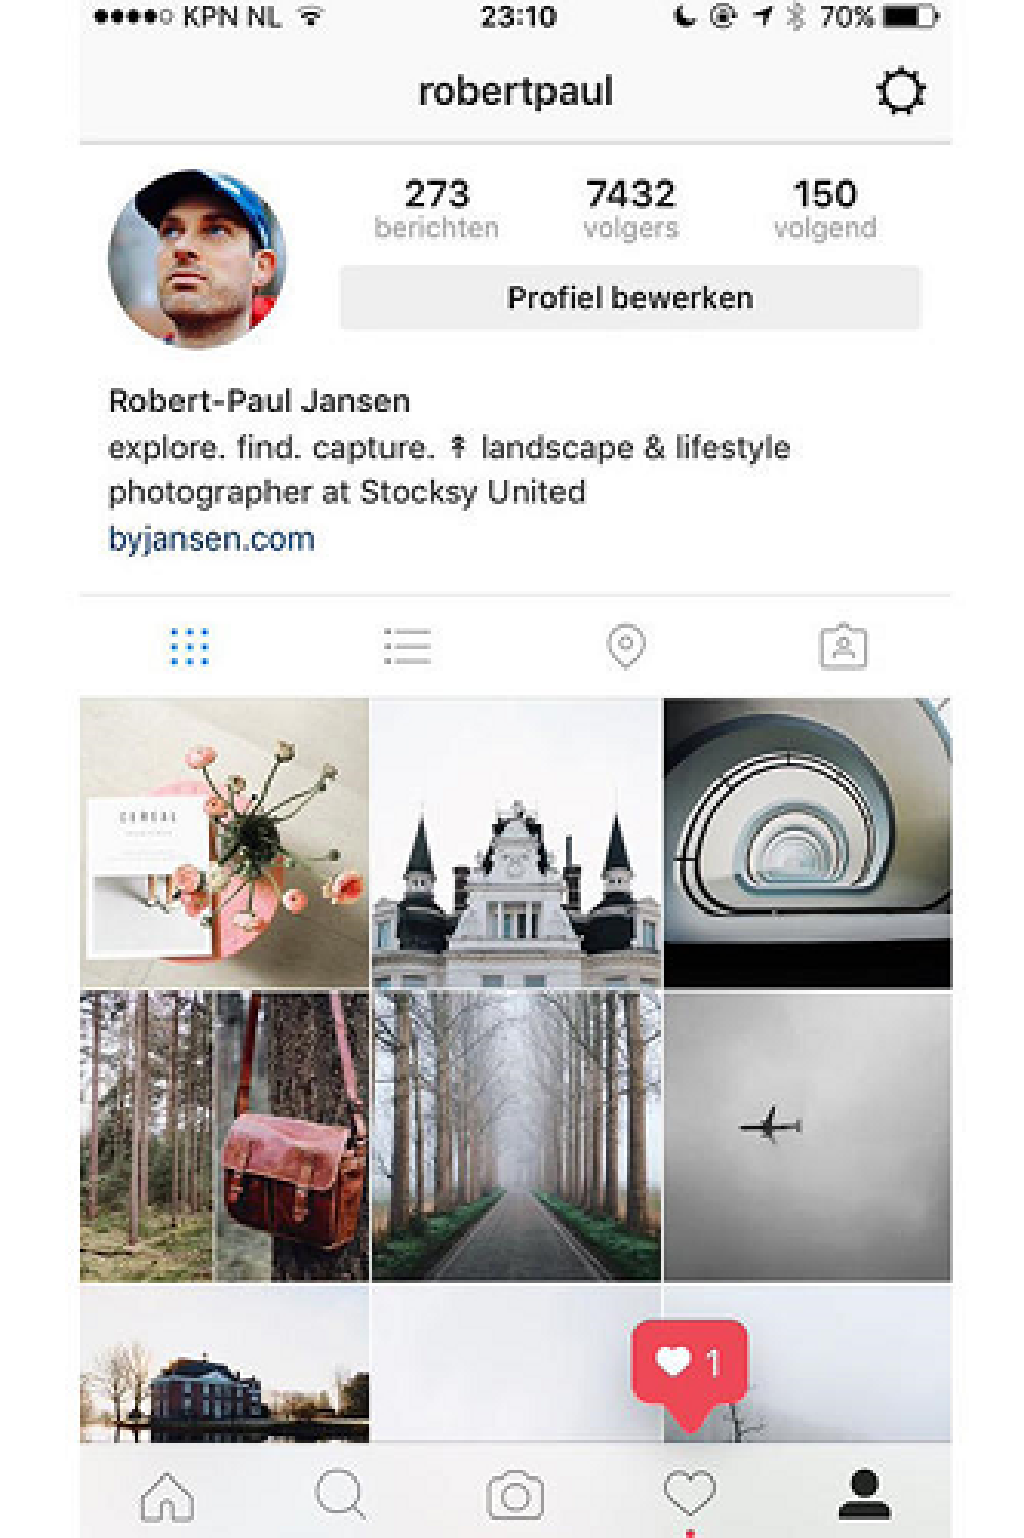 KPN NL 23:10 70%
robertpaul
273 7432 150
berichten volgers volgend
Profiel bewerken
Robert-Paul Jansen
explore. find. capture. landscape & lifestyle
photographer at Stocksy United
byjansen.com
CEREAL
1